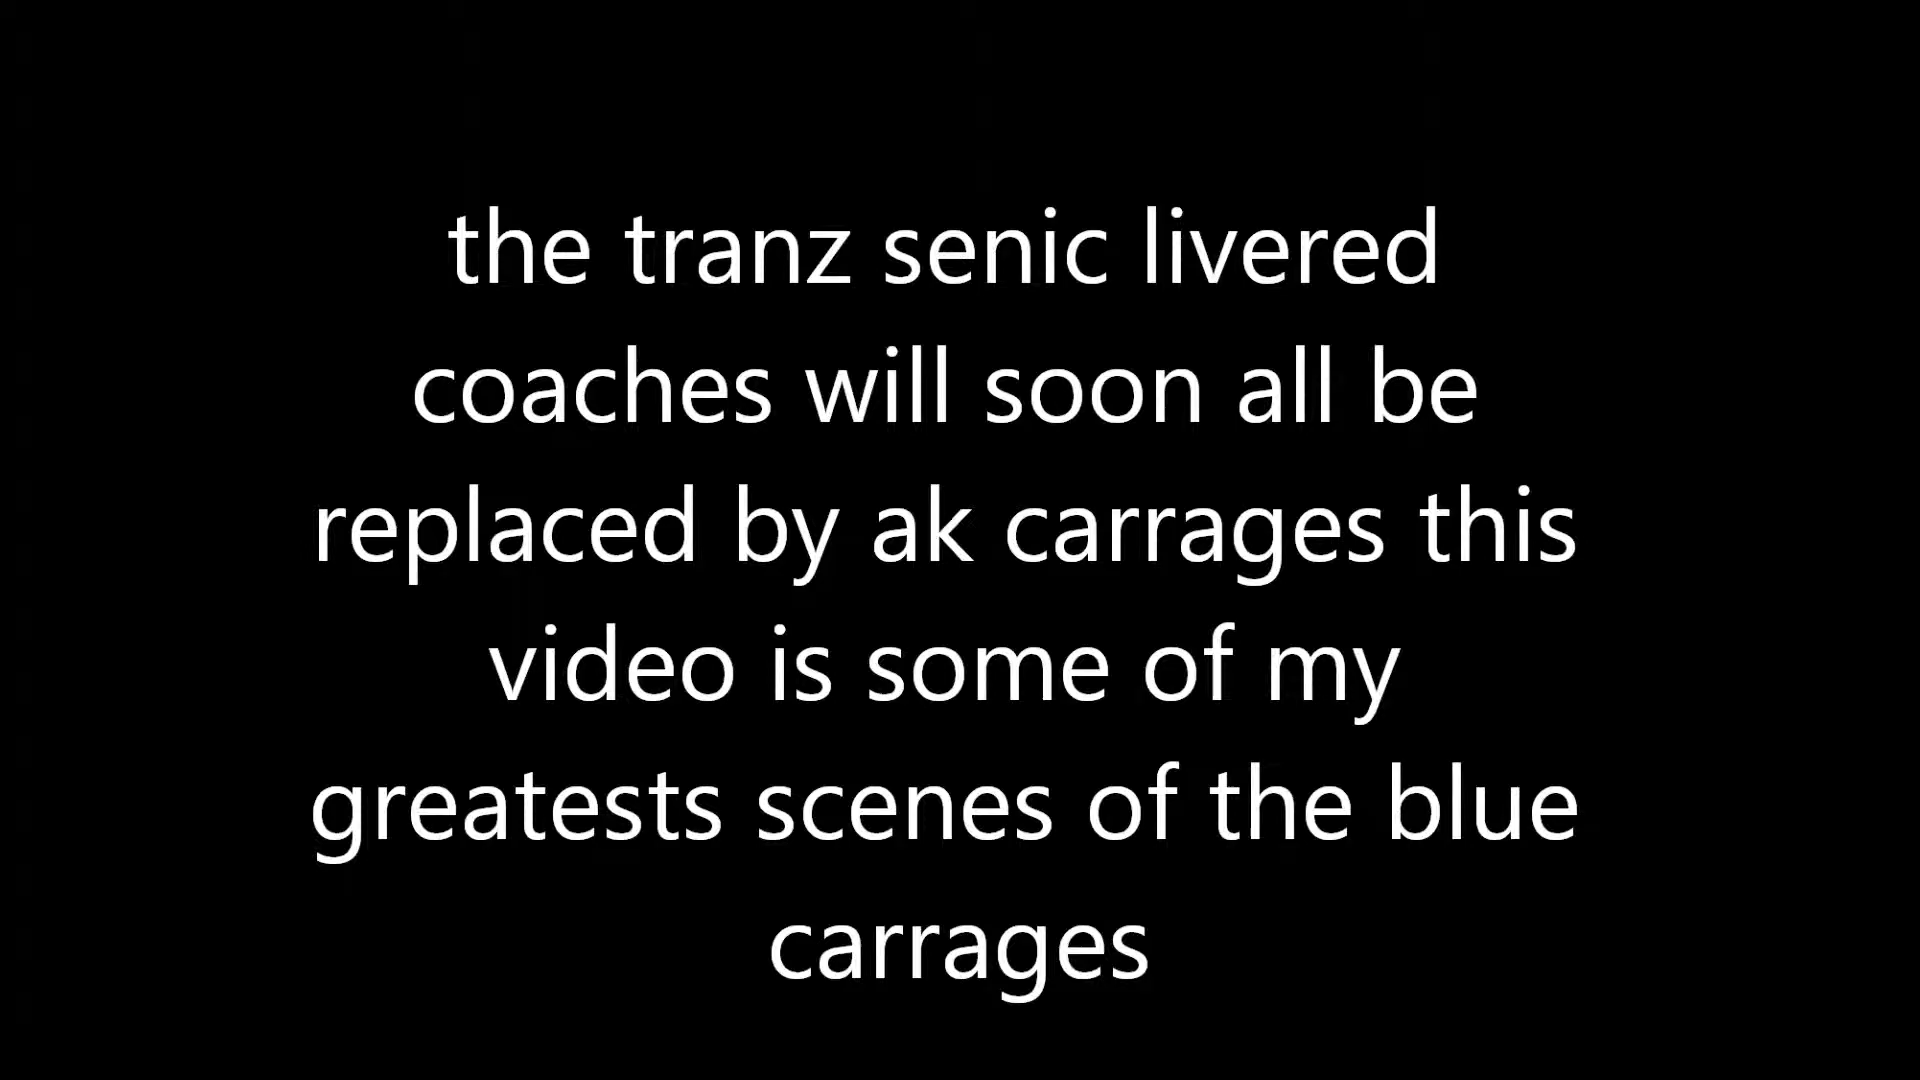 the tranz senic livered
coaches will soon all be
replaced by ak carrages this
video is some of my
greatests scenes of the blue
carrages